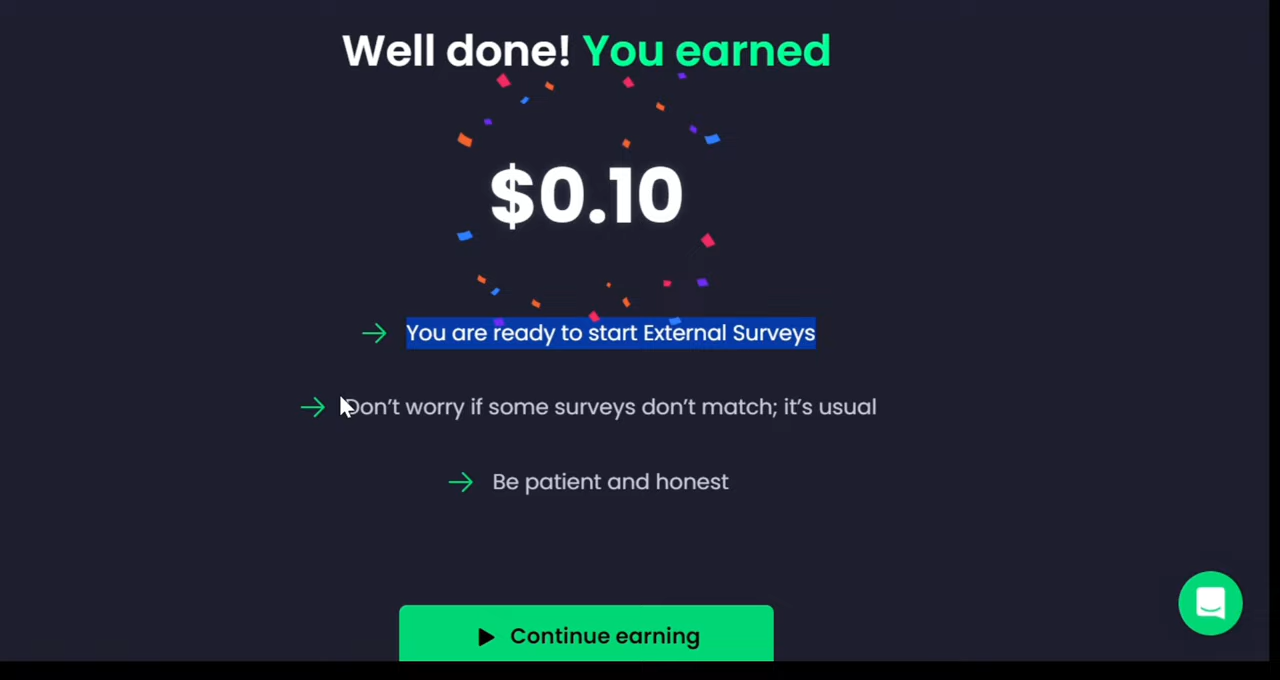 Well done! You earned
$0.10
You are ready to start External Surveys
Don’t worry if some surveys don’t match; it’s usual
Be patient and honest
Continue earning